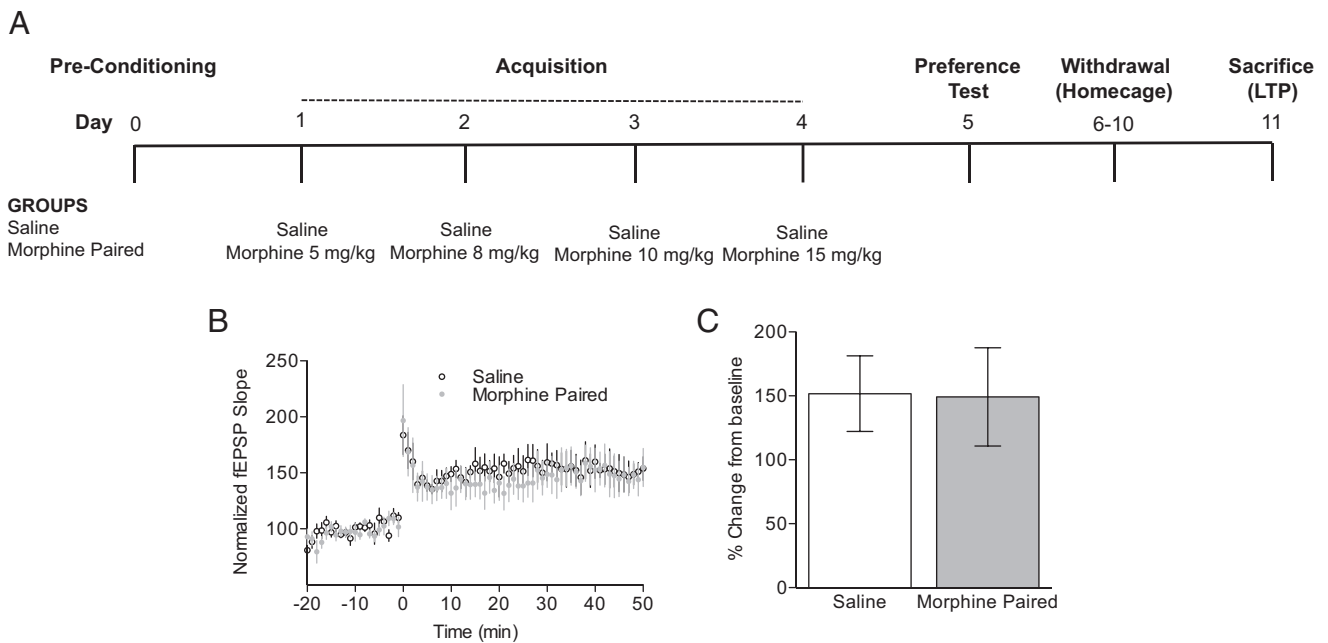 A
Pre-Conditioning
Acquisition
Preference
Test
Withdrawal
(Homecage)
Sacrifice
(LTP)
Day 0 1 2 3 4 5 6-10 11
GROUPS
Saline
Morphine Paired
Saline
Morphine 5 mg/kg
Saline
Morphine 8 mg/kg
Saline
Morphine 10 mg/kg
Saline
Morphine 15 mg/kg
B
Normalized fEPSP Slope
250
200
150
100
Saline
Morphine Paired
-20 -10 0 10 20 30 40 50
Time (min)
C
% Change from baseline
200
150
100
50
0
Saline Morphine Paired